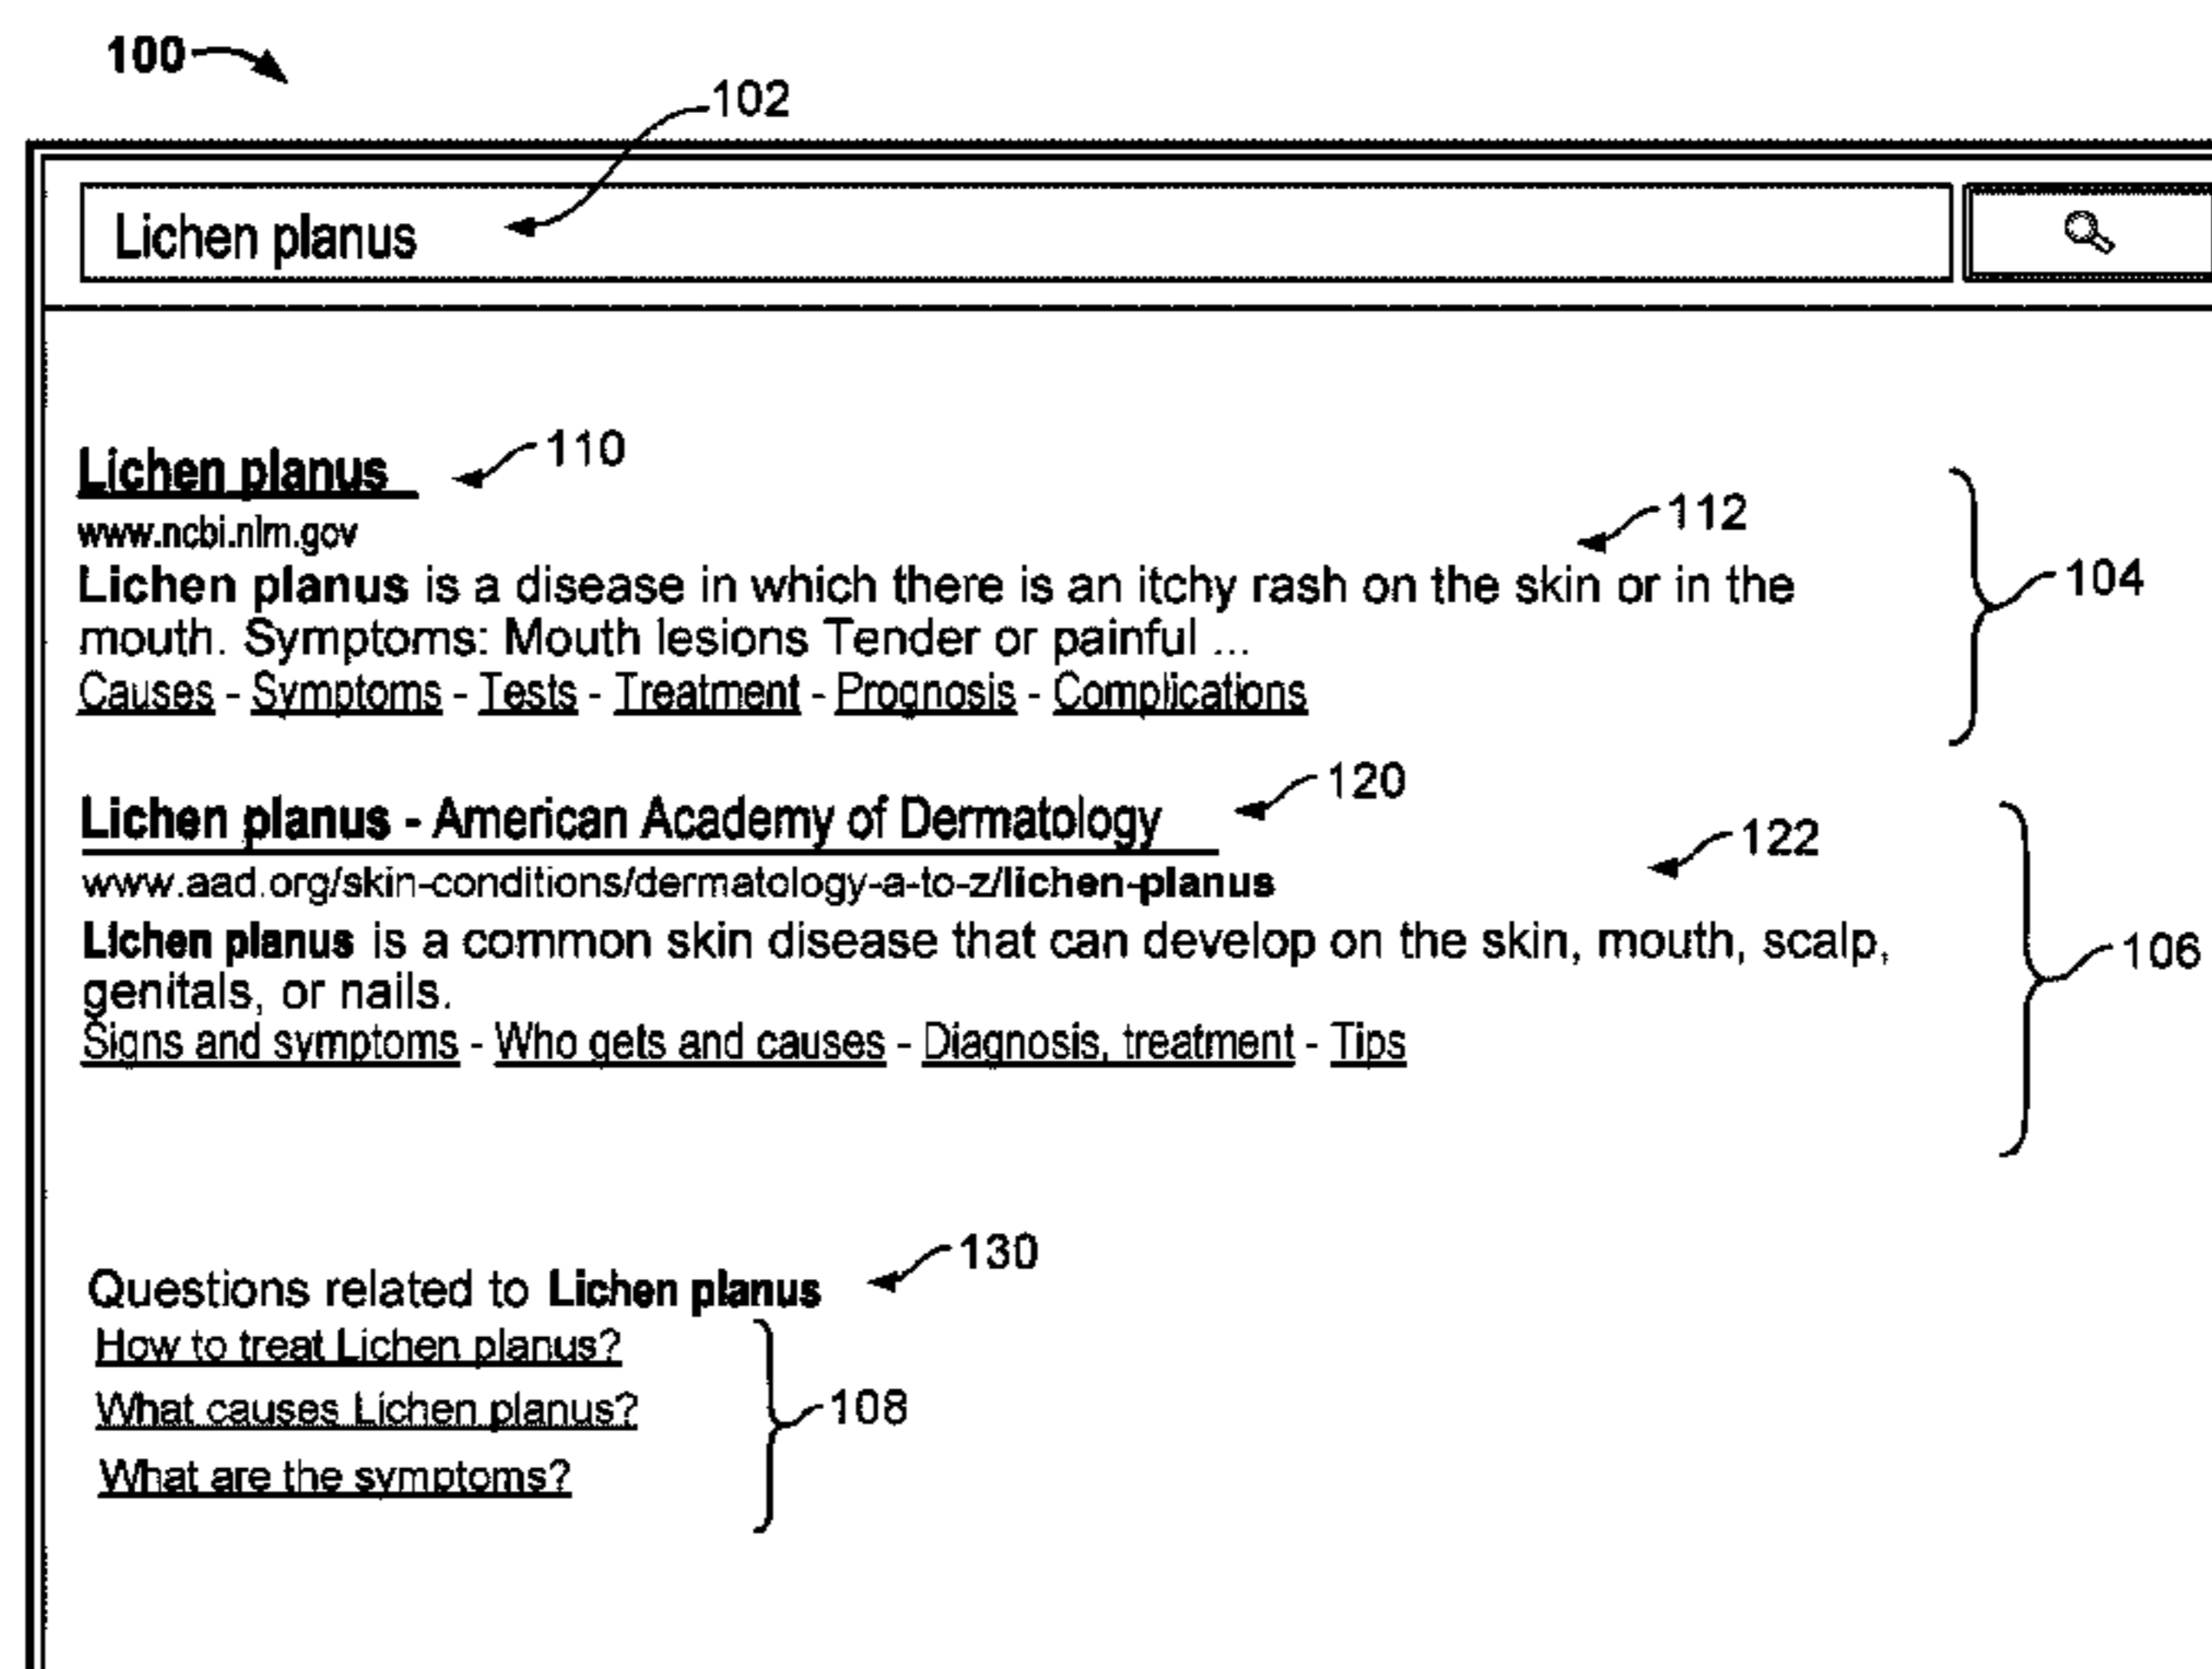 100
102
Lichen planus
Lichen planus 110
www.ncbi.nlm.gov 112
Lichen planus is a disease in which there is an itchy rash on the skin or in the 104
mouth. Symptoms: Mouth lesions Tender or painful ...
Causes - Symptoms - Tests - Treatment - Prognosis - Complications
120
Lichen planus - American Academy of Dermatology 122
www.aad.org/skin-conditions/dermatology-a-to-z/lichen-planus
Lichen planus is a common skin disease that can develop on the skin, mouth, scalp, 106
genitals, or nails.
Signs and symptoms - Who gets and causes - Diagnosis, treatment - Tips
130
Questions related to Lichen planus
How to treat Lichen planus?
What causes Lichen planus? 108
What are the symptoms?